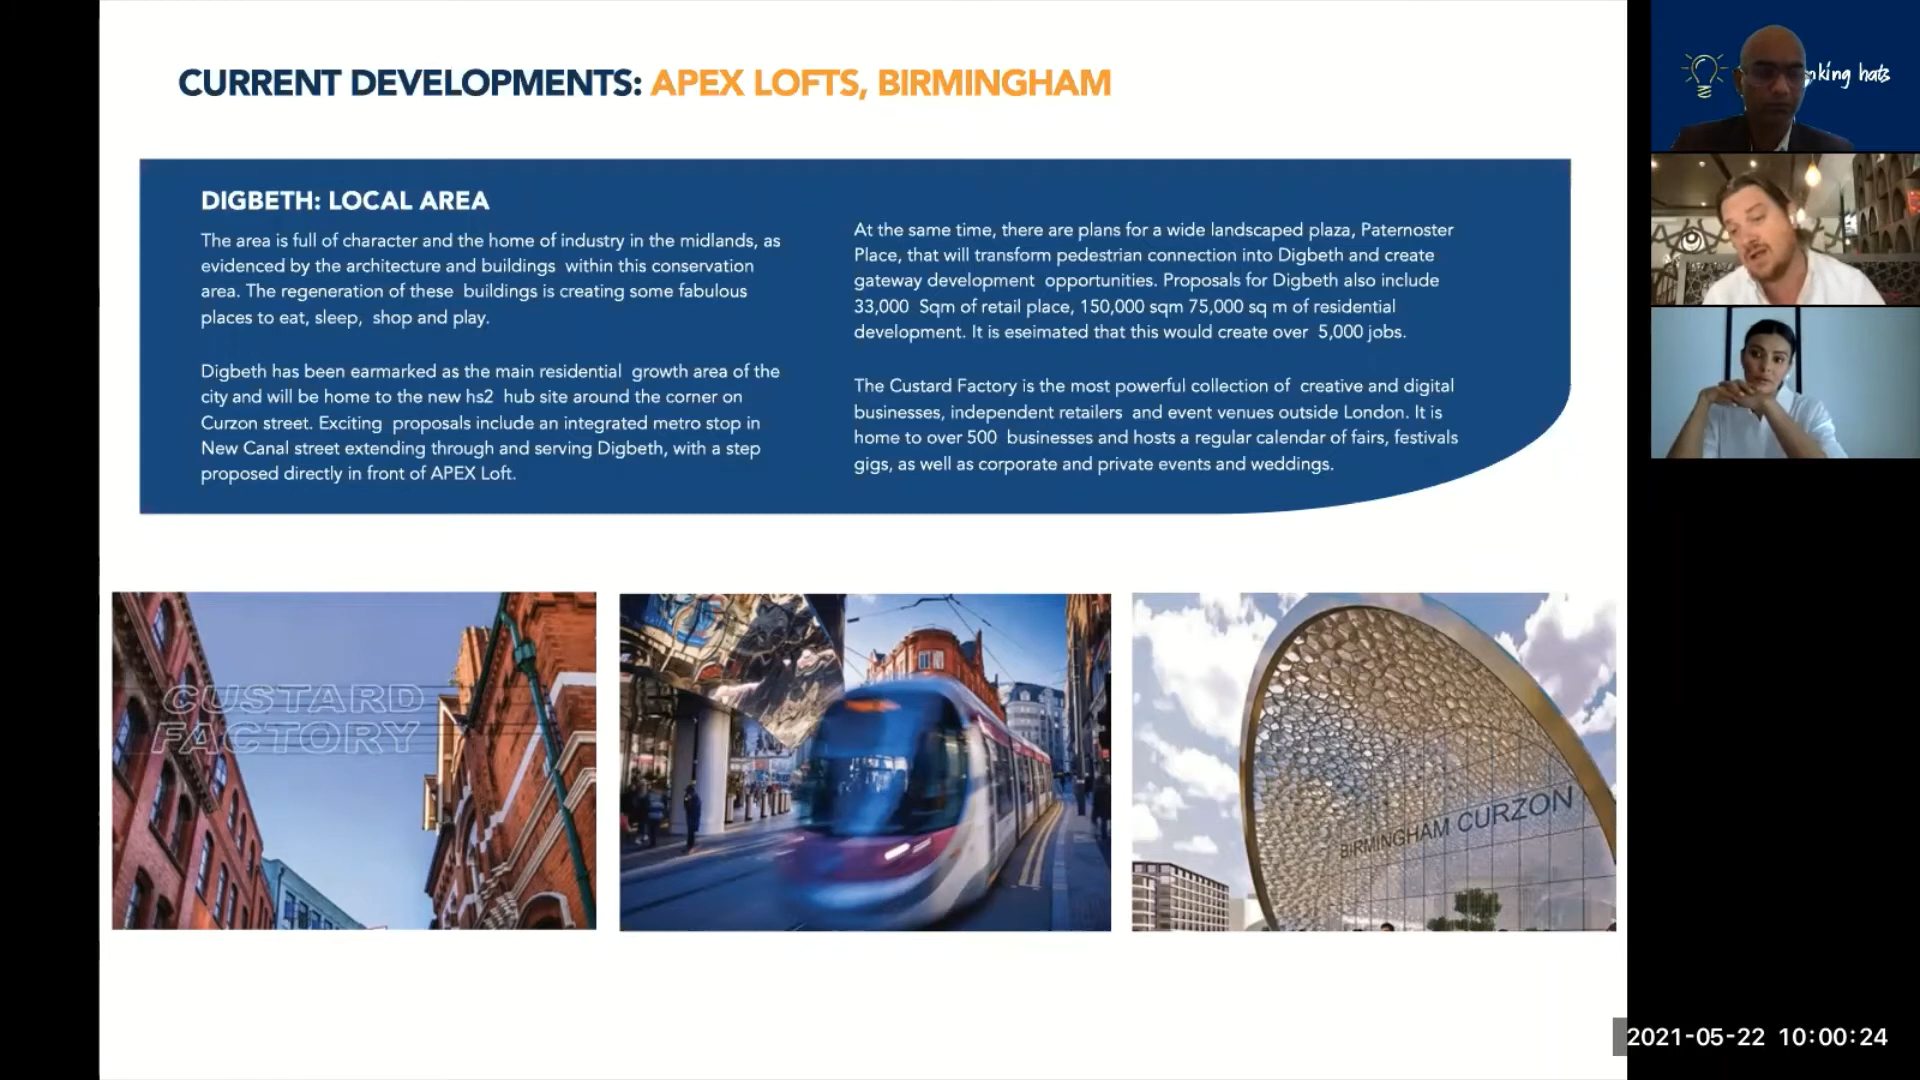 CURRENT DEVELOPMENTS: APEX LOFTS, BIRMINGHAM
DIGBETH: LOCAL AREA
The area is full of character and the home of industry in the midlands, as
evidenced by the architecture and buildings within this conservation
area. The regeneration of these buildings is creating some fabulous
places to eat, sleep, shop and play.
Digbeth has been earmarked as the main residential growth area of the
city and will be home to the new hs2 hub site around the corner on
Curzon street. Exciting proposals include an integrated metro stop in
New Canal street extending through and serving Digbeth, with a step
proposed directly in front of APEX Loft.
At the same time, there are plans for a wide landscaped plaza, Paternoster
Place, that will transform pedestrian connection into Digbeth and create
gateway development opportunities. Proposals for Digbeth also include
33,000 Sqm of retail place, 150,000 sqm 75,000 sq m of residential
development. It is eseimated that this would create over 5,000 jobs.
The Custard Factory is the most powerful collection of creative and digital
businesses, independent retailers and event venues outside London. It is
home to over 500 businesses and hosts a regular calendar of fairs, festivals
gigs, as well as corporate and private events and weddings.
CUSTARD
FACTORY
BIRMINGHAM CURZON
hats
2021-05-22 10:00:24